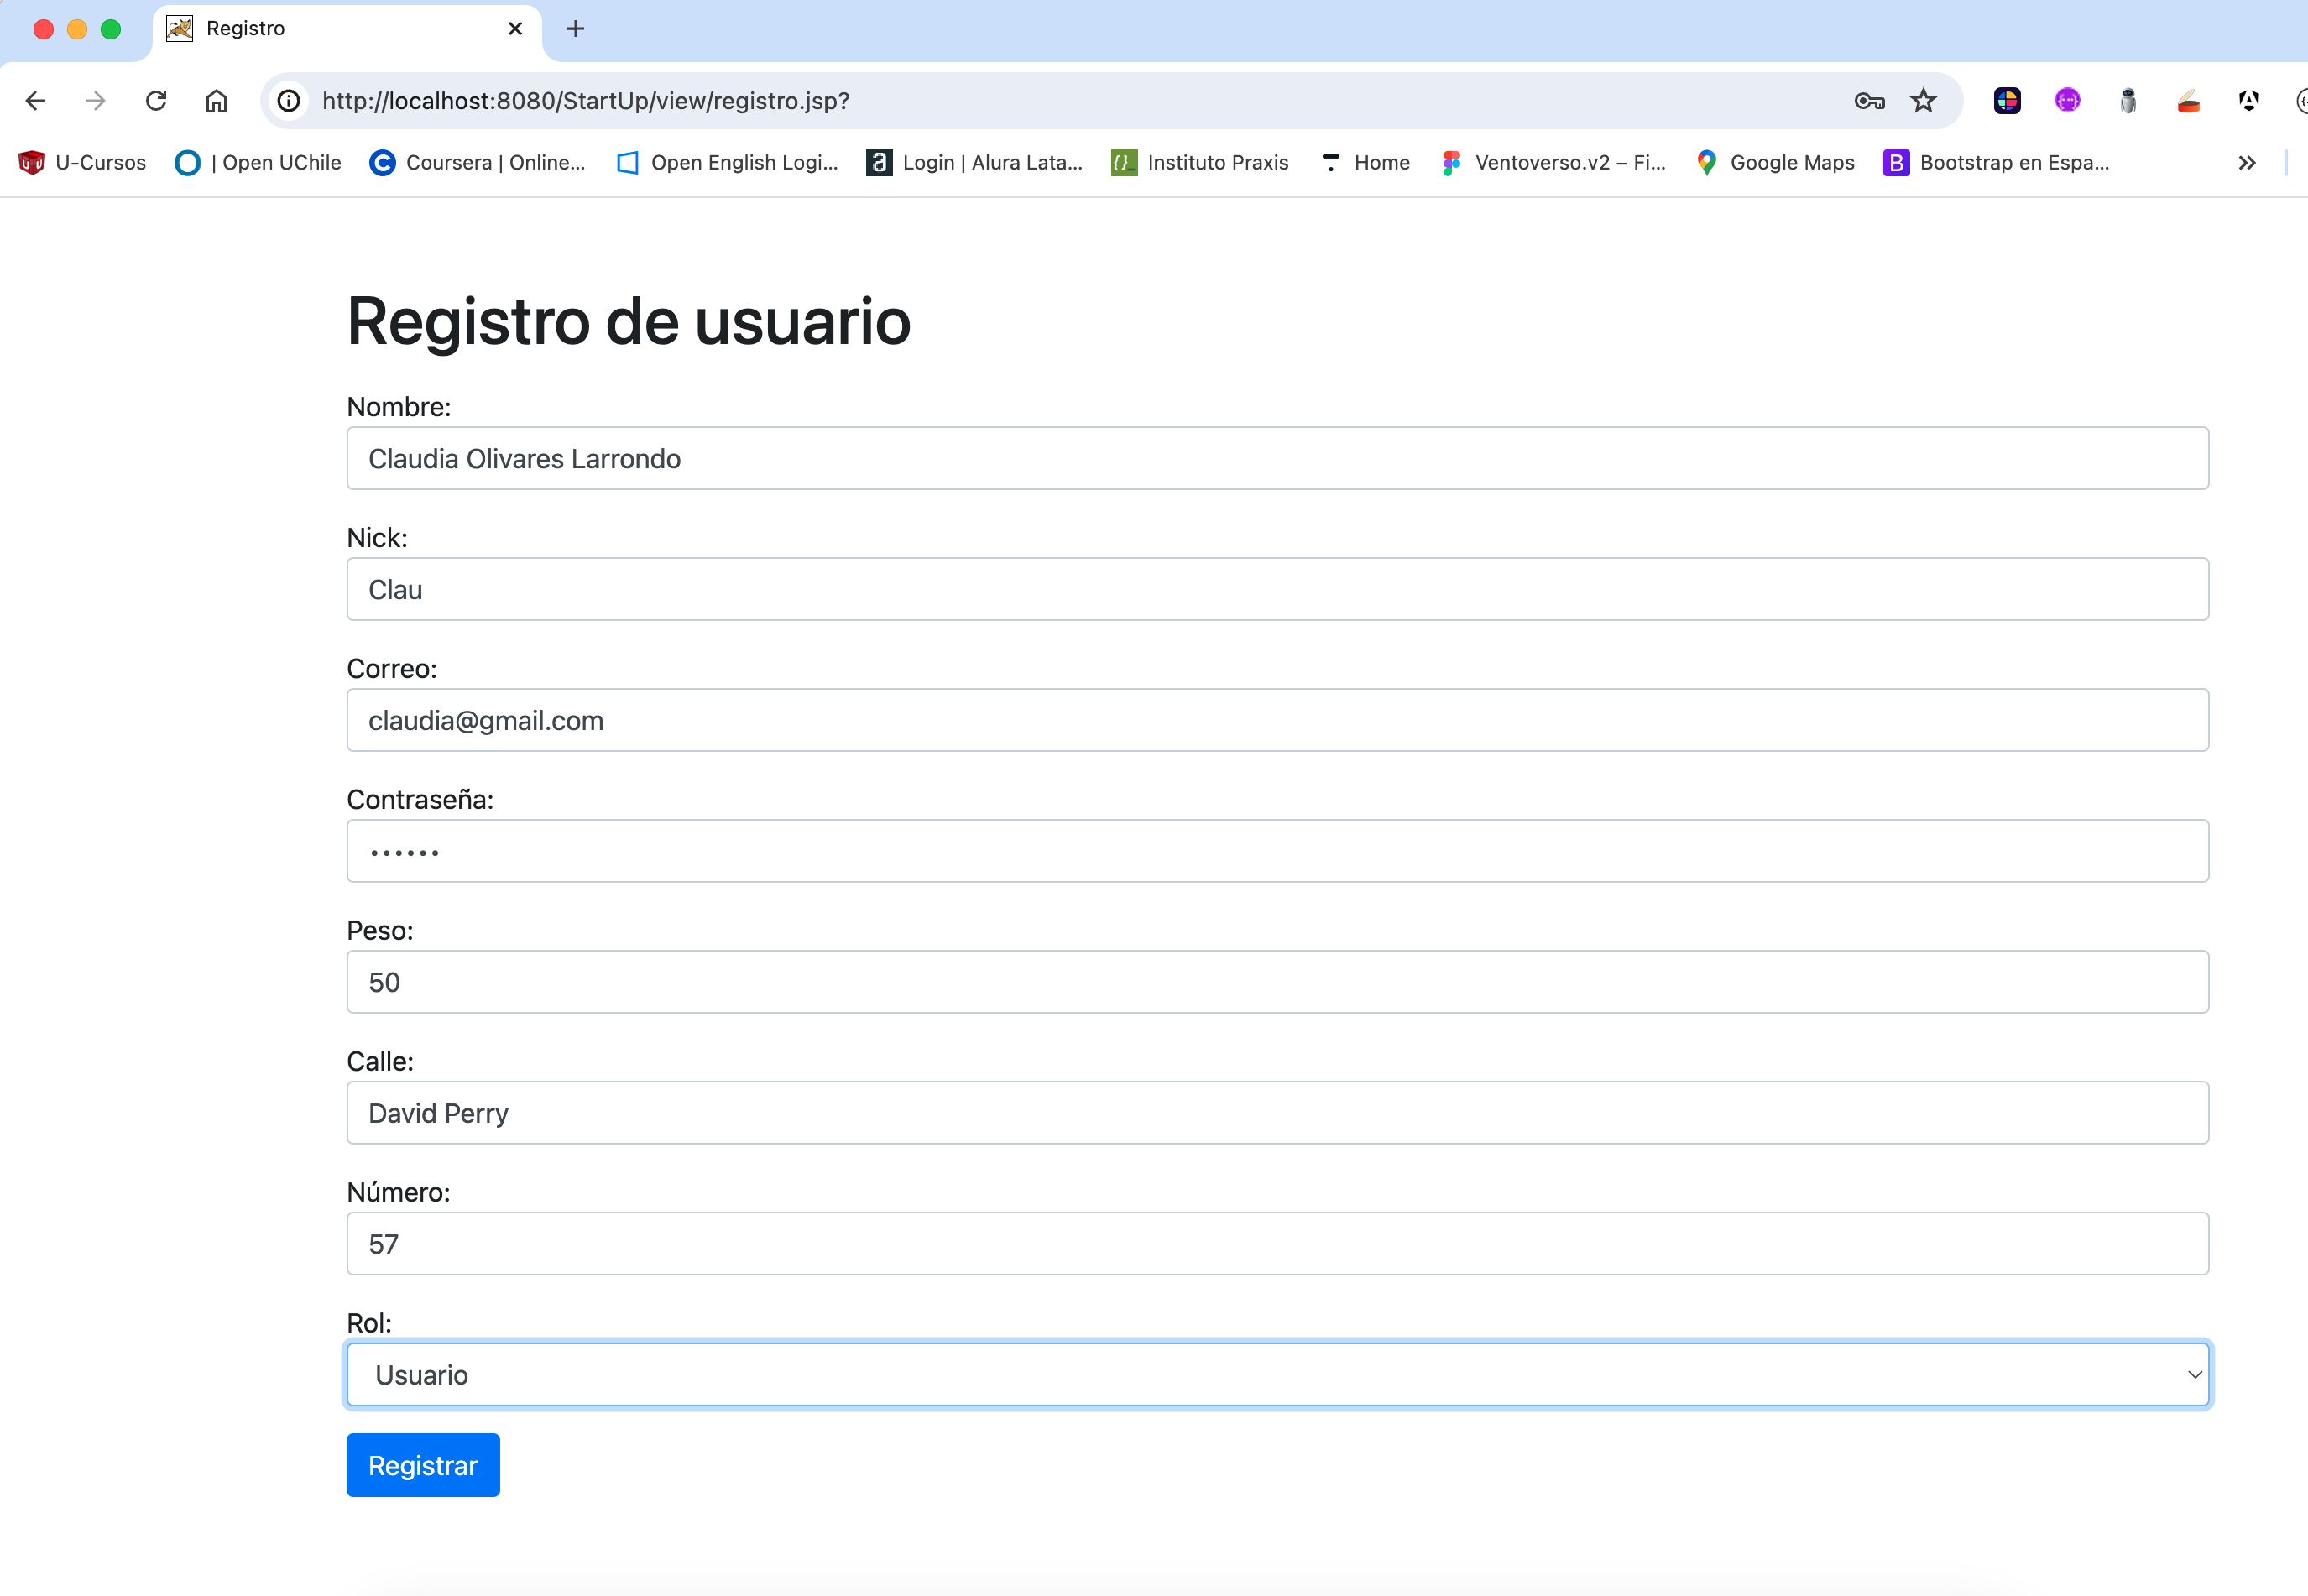 Registro
http://localhost:8080/StartUp/view/registro.jsp?
U-Cursos | Open UChile Coursera | Online... Open English Logi... Login | Alura Lata... Instituto Praxis Home Ventoverso.v2 – Fi... Google Maps Bootstrap en Espa...
Registro de usuario
Nombre:
Claudia Olivares Larrondo
Nick:
Clau
Correo:
claudia@gmail.com
Contraseña:
••••••
Peso:
50
Calle:
David Perry
Número:
57
Rol:
Usuario
Registrar